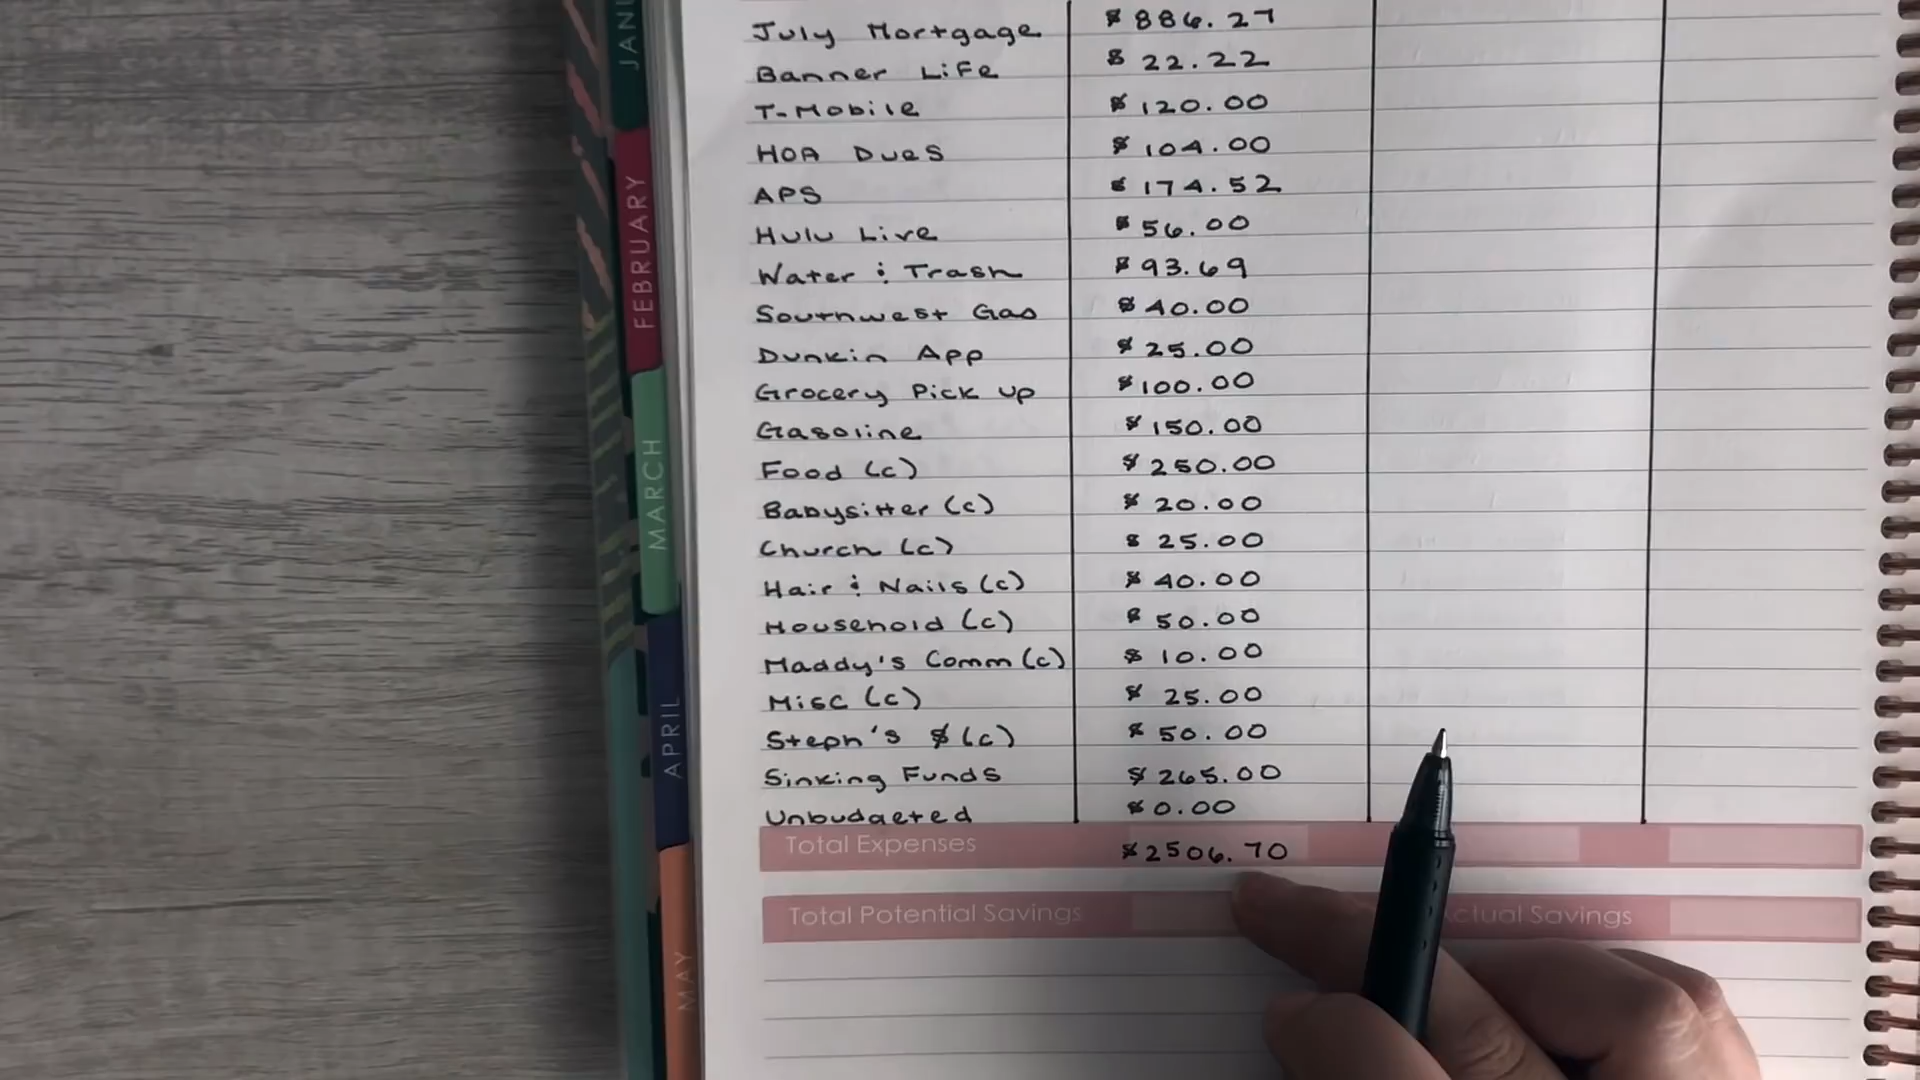 July Mortgage $886.27
Banner Life $22.22
T-Mobile $120.00
HOA Dues $104.00
APS $174.52
Hulu Live $56.00
Water & Trash $93.69
Southwest Gas $40.00
Dunkin App $25.00
Grocery Pick up $100.00
Gasoline $150.00
Food (c) $250.00
Babysitter (c) $20.00
Church (c) $25.00
Hair & Nails (c) $40.00
Household (c) $50.00
Maddy's Comm (c) $10.00
Misc (c) $25.00
Steph's $ (c) $50.00
Sinking Funds $265.00
Unbudgeted $0.00
Total Expenses $2506.70
Total Potential Savings Actual Savings
JANU
FEBRUARY
MARCH
APRIL
MAY